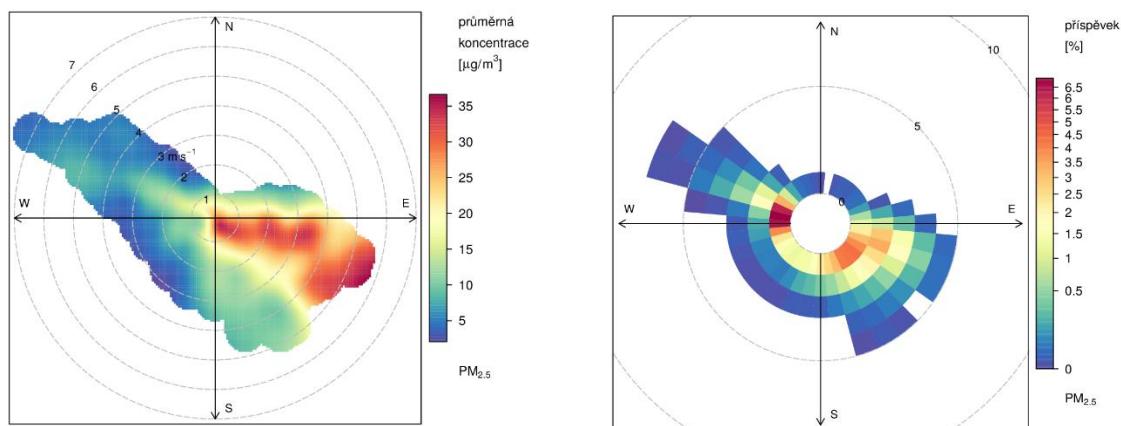 průměrná
koncentrace
[μg/m³]
N
7
6
5
4
3 m s⁻¹
2
1
W
E
S
35
30
25
20
15
10
5
PM₂.₅
příspěvek
[%]
N
10
5
0
W
E
S
6.5
6
5.5
5
4.5
4
3.5
3
2.5
2
1.5
1
0.5
0
PM₂.₅